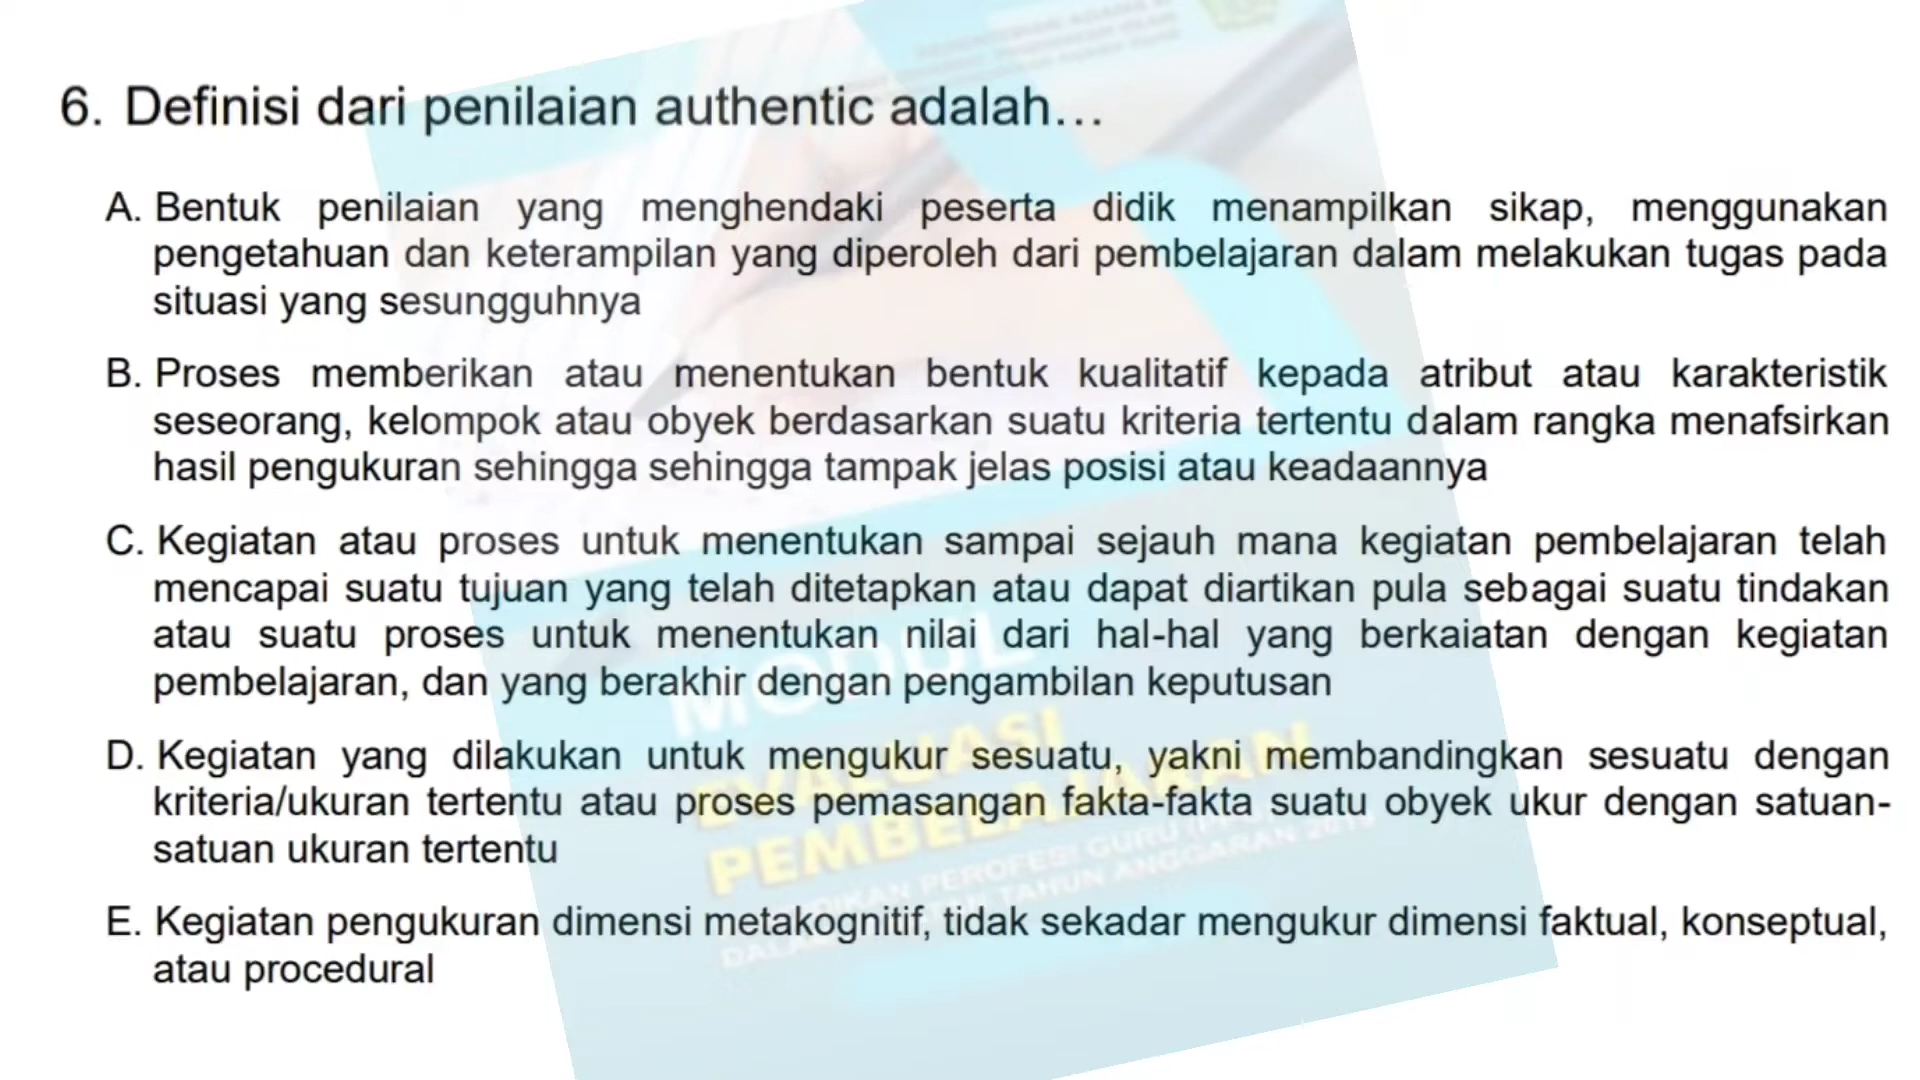 6. Definisi dari penilaian authentic adalah...
A. Bentuk penilaian yang menghendaki peserta didik menampilkan sikap, menggunakan
pengetahuan dan keterampilan yang diperoleh dari pembelajaran dalam melakukan tugas pada
situasi yang sesungguhnya
B. Proses memberikan atau menentukan bentuk kualitatif kepada atribut atau karakteristik
seseorang, kelompok atau obyek berdasarkan suatu kriteria tertentu dalam rangka menafsirkan
hasil pengukuran sehingga sehingga tampak jelas posisi atau keadaannya
C. Kegiatan atau proses untuk menentukan sampai sejauh mana kegiatan pembelajaran telah
mencapai suatu tujuan yang telah ditetapkan atau dapat diartikan pula sebagai suatu tindakan
atau suatu proses untuk menentukan nilai dari hal-hal yang berkaiatan dengan kegiatan
pembelajaran, dan yang berakhir dengan pengambilan keputusan
D. Kegiatan yang dilakukan untuk mengukur sesuatu, yakni membandingkan sesuatu dengan
kriteria/ukuran tertentu atau proses pemasangan fakta-fakta suatu obyek ukur dengan satuan-
satuan ukuran tertentu
E. Kegiatan pengukuran dimensi metakognitif, tidak sekadar mengukur dimensi faktual, konseptual,
atau procedural
MODUL
EVALUASI
PEMBELAJARAN
PEROFESI GURU
TAHUN ANGGARAN